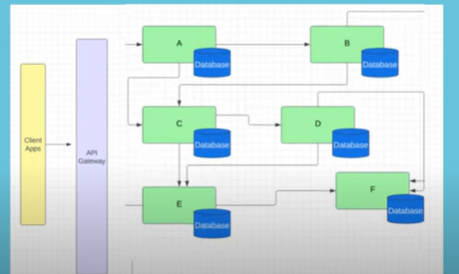 A
B
Database
Database
C
D
Client
Apps
API
Gateway
Database
Database
E
F
Database
Database